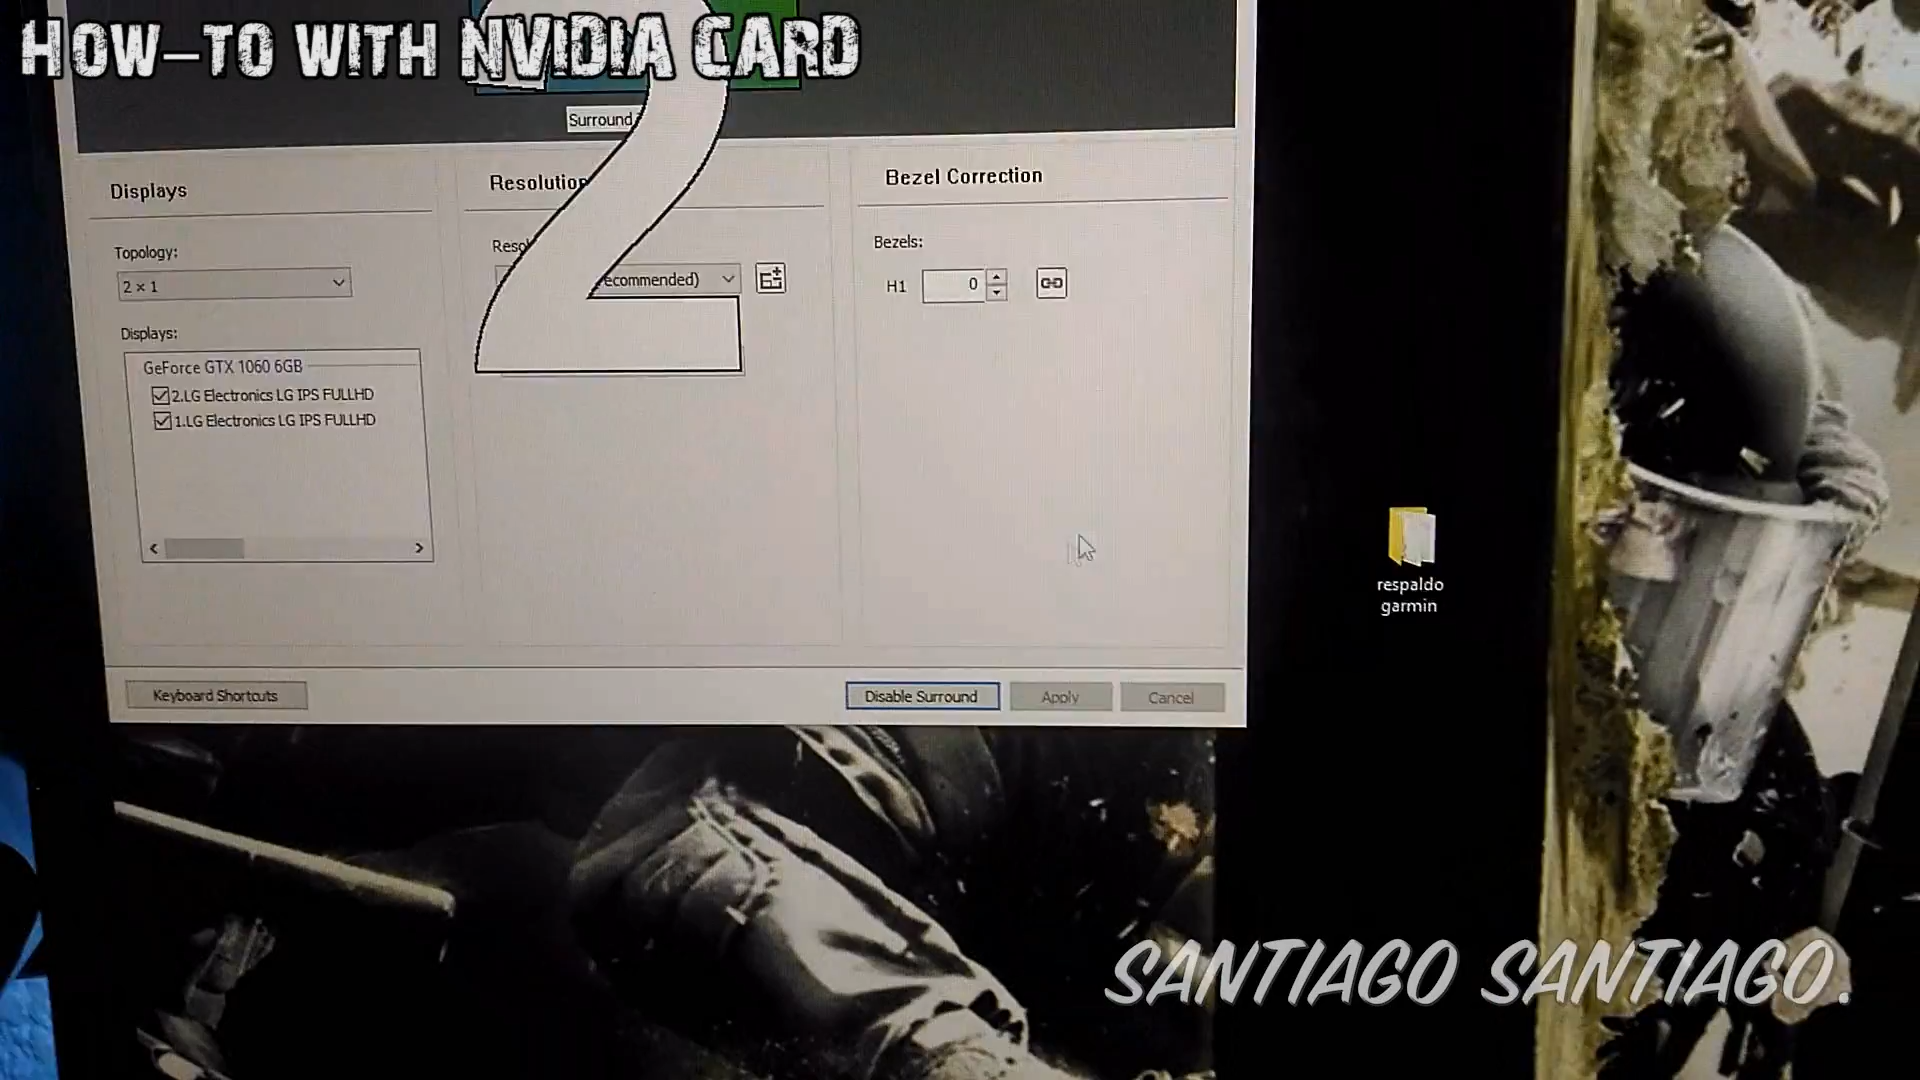 HOW-TO WITH NVIDIA CARD
2
Surround
Displays
Topology:
2 × 1
Displays:
GeForce GTX 1060 6GB
2.LG Electronics LG IPS FULLHD
1.LG Electronics LG IPS FULLHD
Resolution
Bezel Correction
Bezels:
H1 0
Keyboard Shortcuts
Disable Surround
Apply
Cancel
respaldo
garmin
SANTIAGO SANTIAGO.